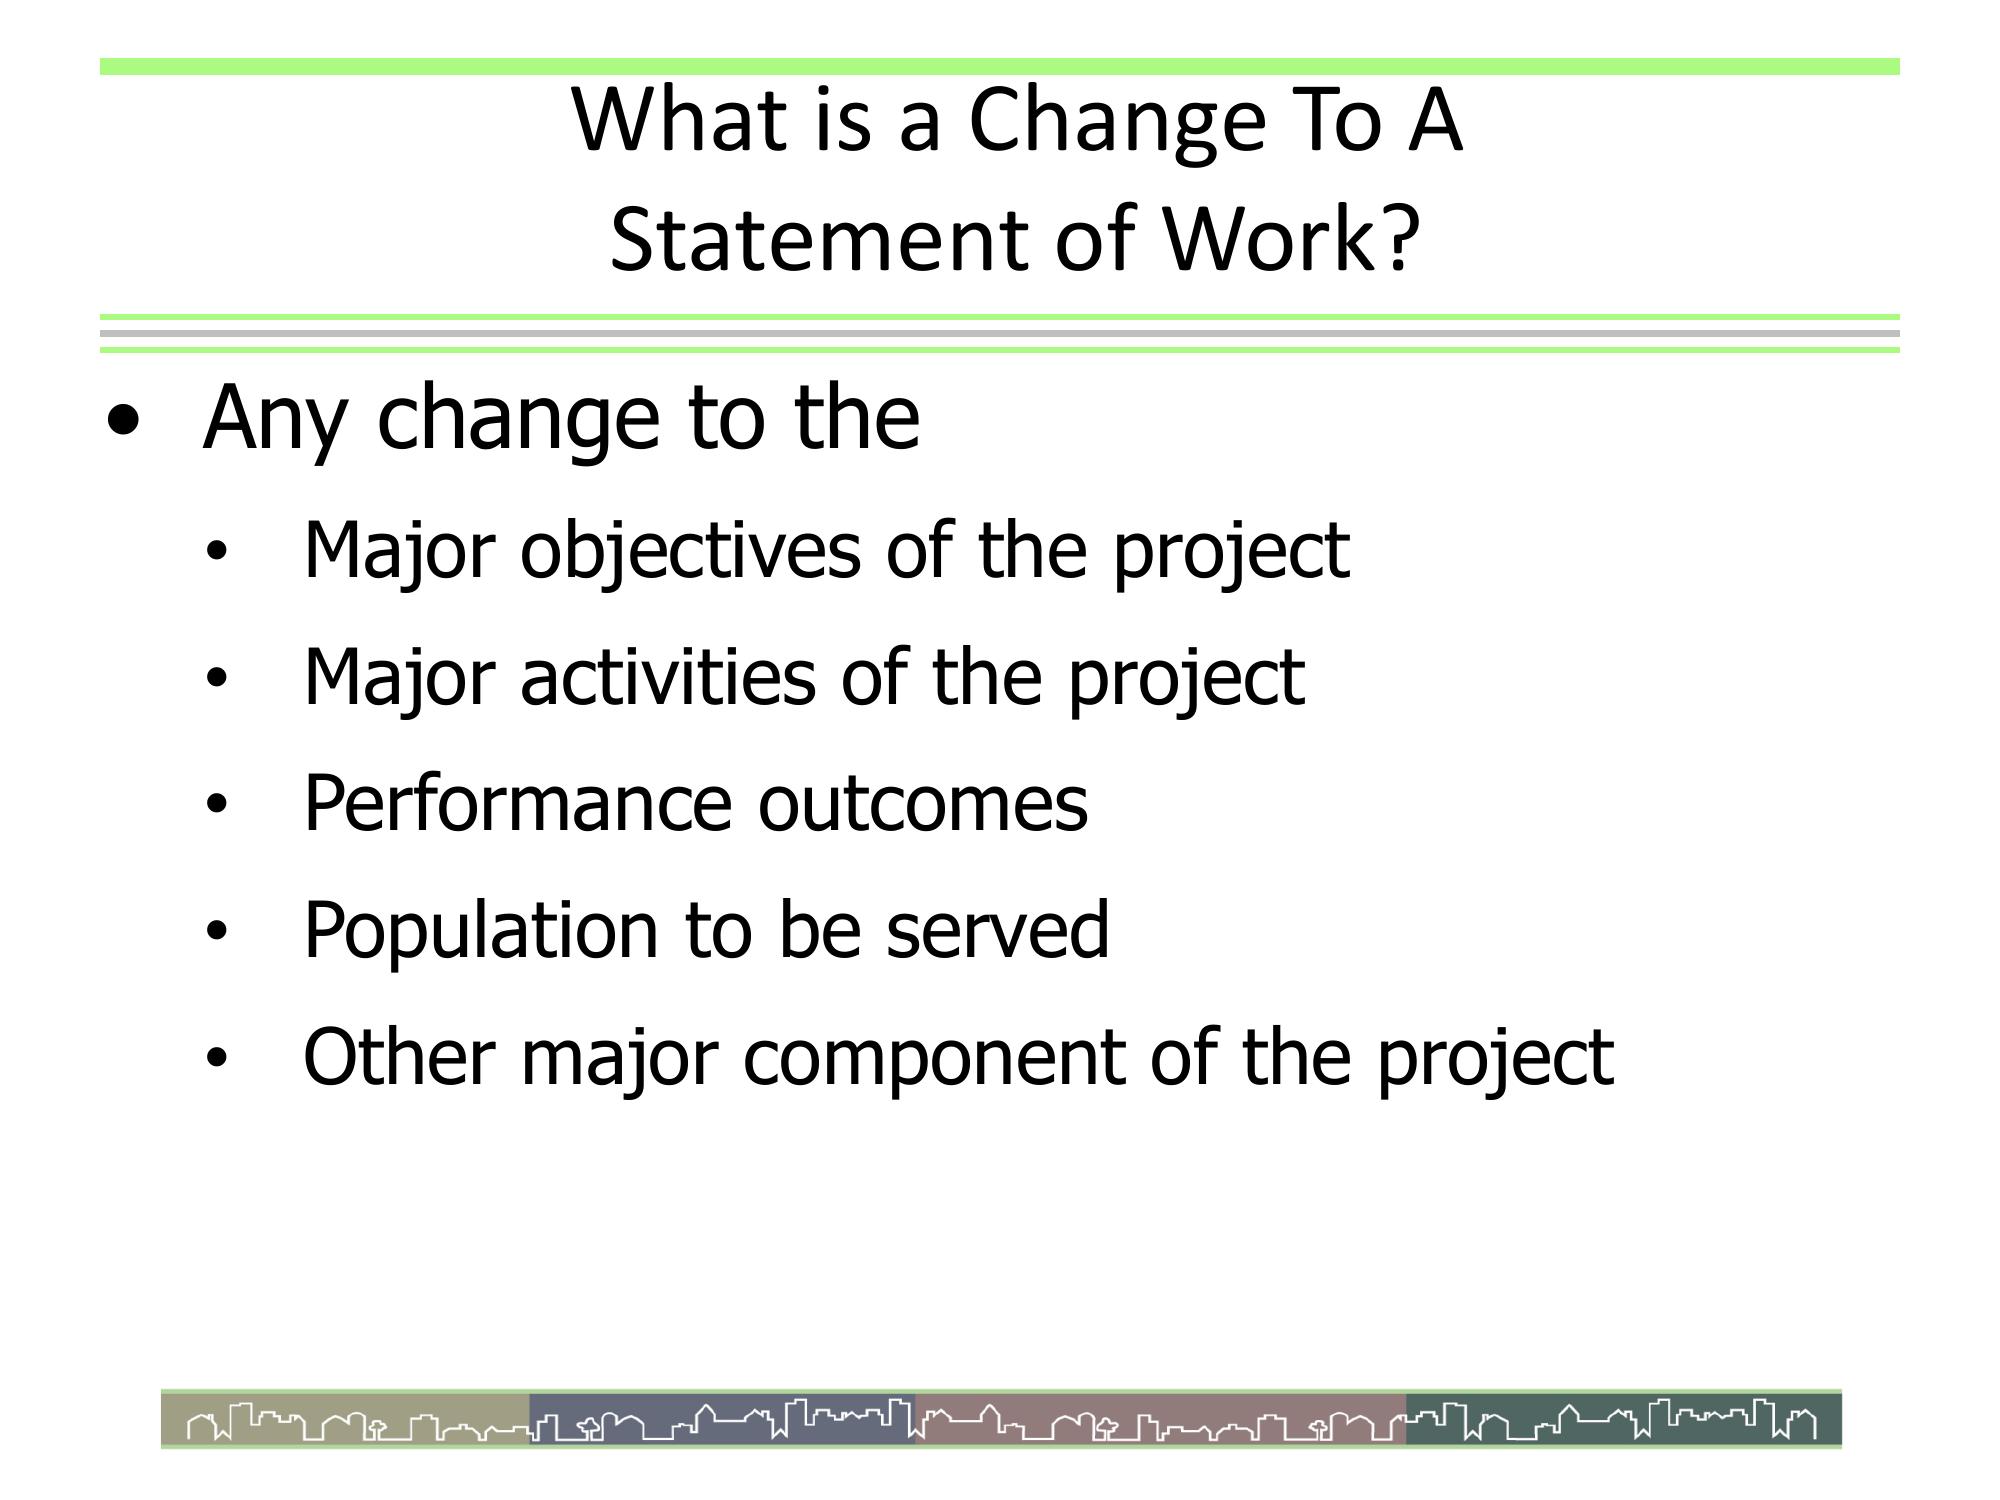 What is a Change To A
Statement of Work?
• Any change to the
• Major objectives of the project
• Major activities of the project
• Performance outcomes
• Population to be served
• Other major component of the project